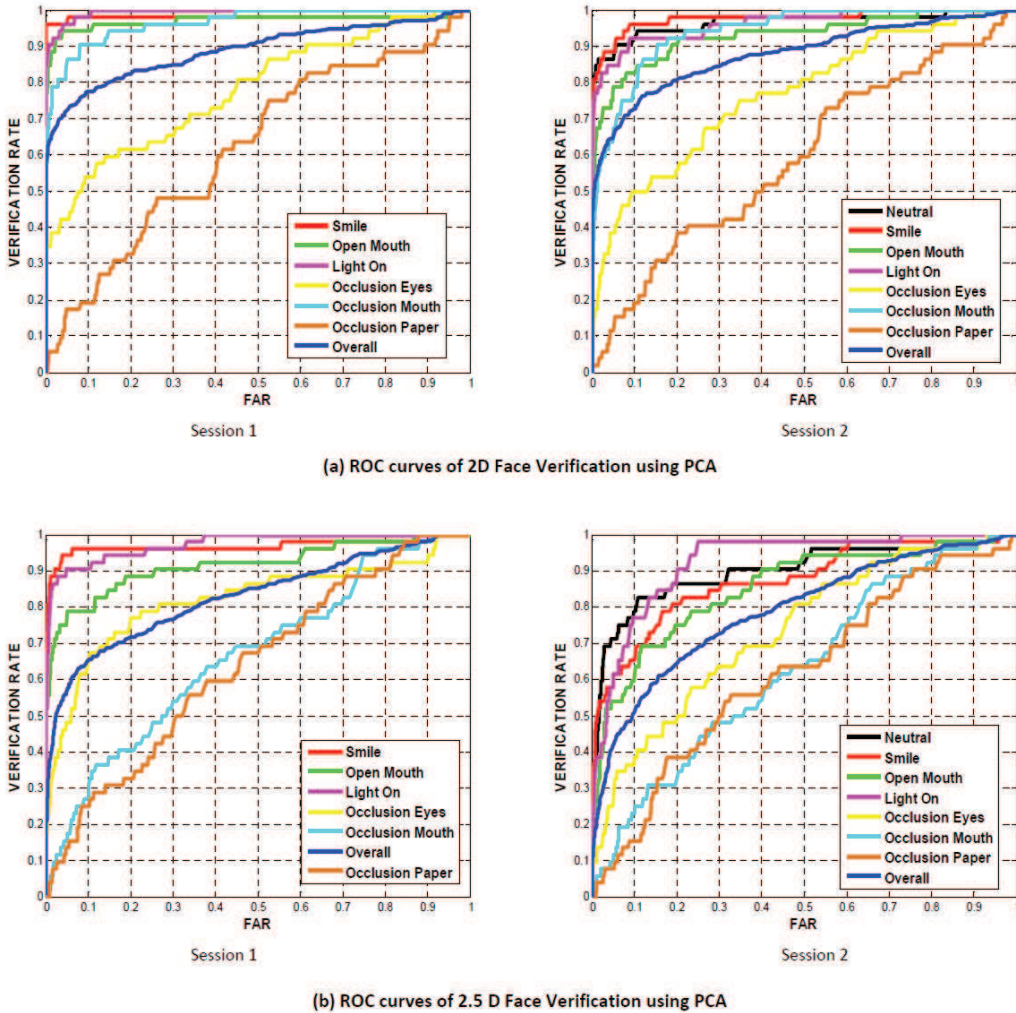 VERIFICATION RATE
1
0.9
0.8
0.7
0.6
0.5
0.4
0.3
0.2
0.1
0
0 0.1 0.2 0.3 0.4 0.5 0.6 0.7 0.8 0.9 1
FAR
Smile
Open Mouth
Light On
Occlusion Eyes
Occlusion Mouth
Occlusion Paper
Overall
Session 1
VERIFICATION RATE
1
0.9
0.8
0.7
0.6
0.5
0.4
0.3
0.2
0.1
0
0 0.1 0.2 0.3 0.4 0.5 0.6 0.7 0.8 0.9 1
FAR
Neutral
Smile
Open Mouth
Light On
Occlusion Eyes
Occlusion Mouth
Occlusion Paper
Overall
Session 2
(a) ROC curves of 2D Face Verification using PCA
VERIFICATION RATE
1
0.9
0.8
0.7
0.6
0.5
0.4
0.3
0.2
0.1
0
0 0.1 0.2 0.3 0.4 0.5 0.6 0.7 0.8 0.9 1
FAR
Smile
Open Mouth
Light On
Occlusion Eyes
Occlusion Mouth
Overall
Occlusion Paper
Session 1
VERIFICATION RATE
1
0.9
0.8
0.7
0.6
0.5
0.4
0.3
0.2
0.1
0
0 0.1 0.2 0.3 0.4 0.5 0.6 0.7 0.8 0.9 1
FAR
Neutral
Smile
Open Mouth
Light On
Occlusion Eyes
Occlusion Mouth
Occlusion Paper
Overall
Session 2
(b) ROC curves of 2.5 D Face Verification using PCA